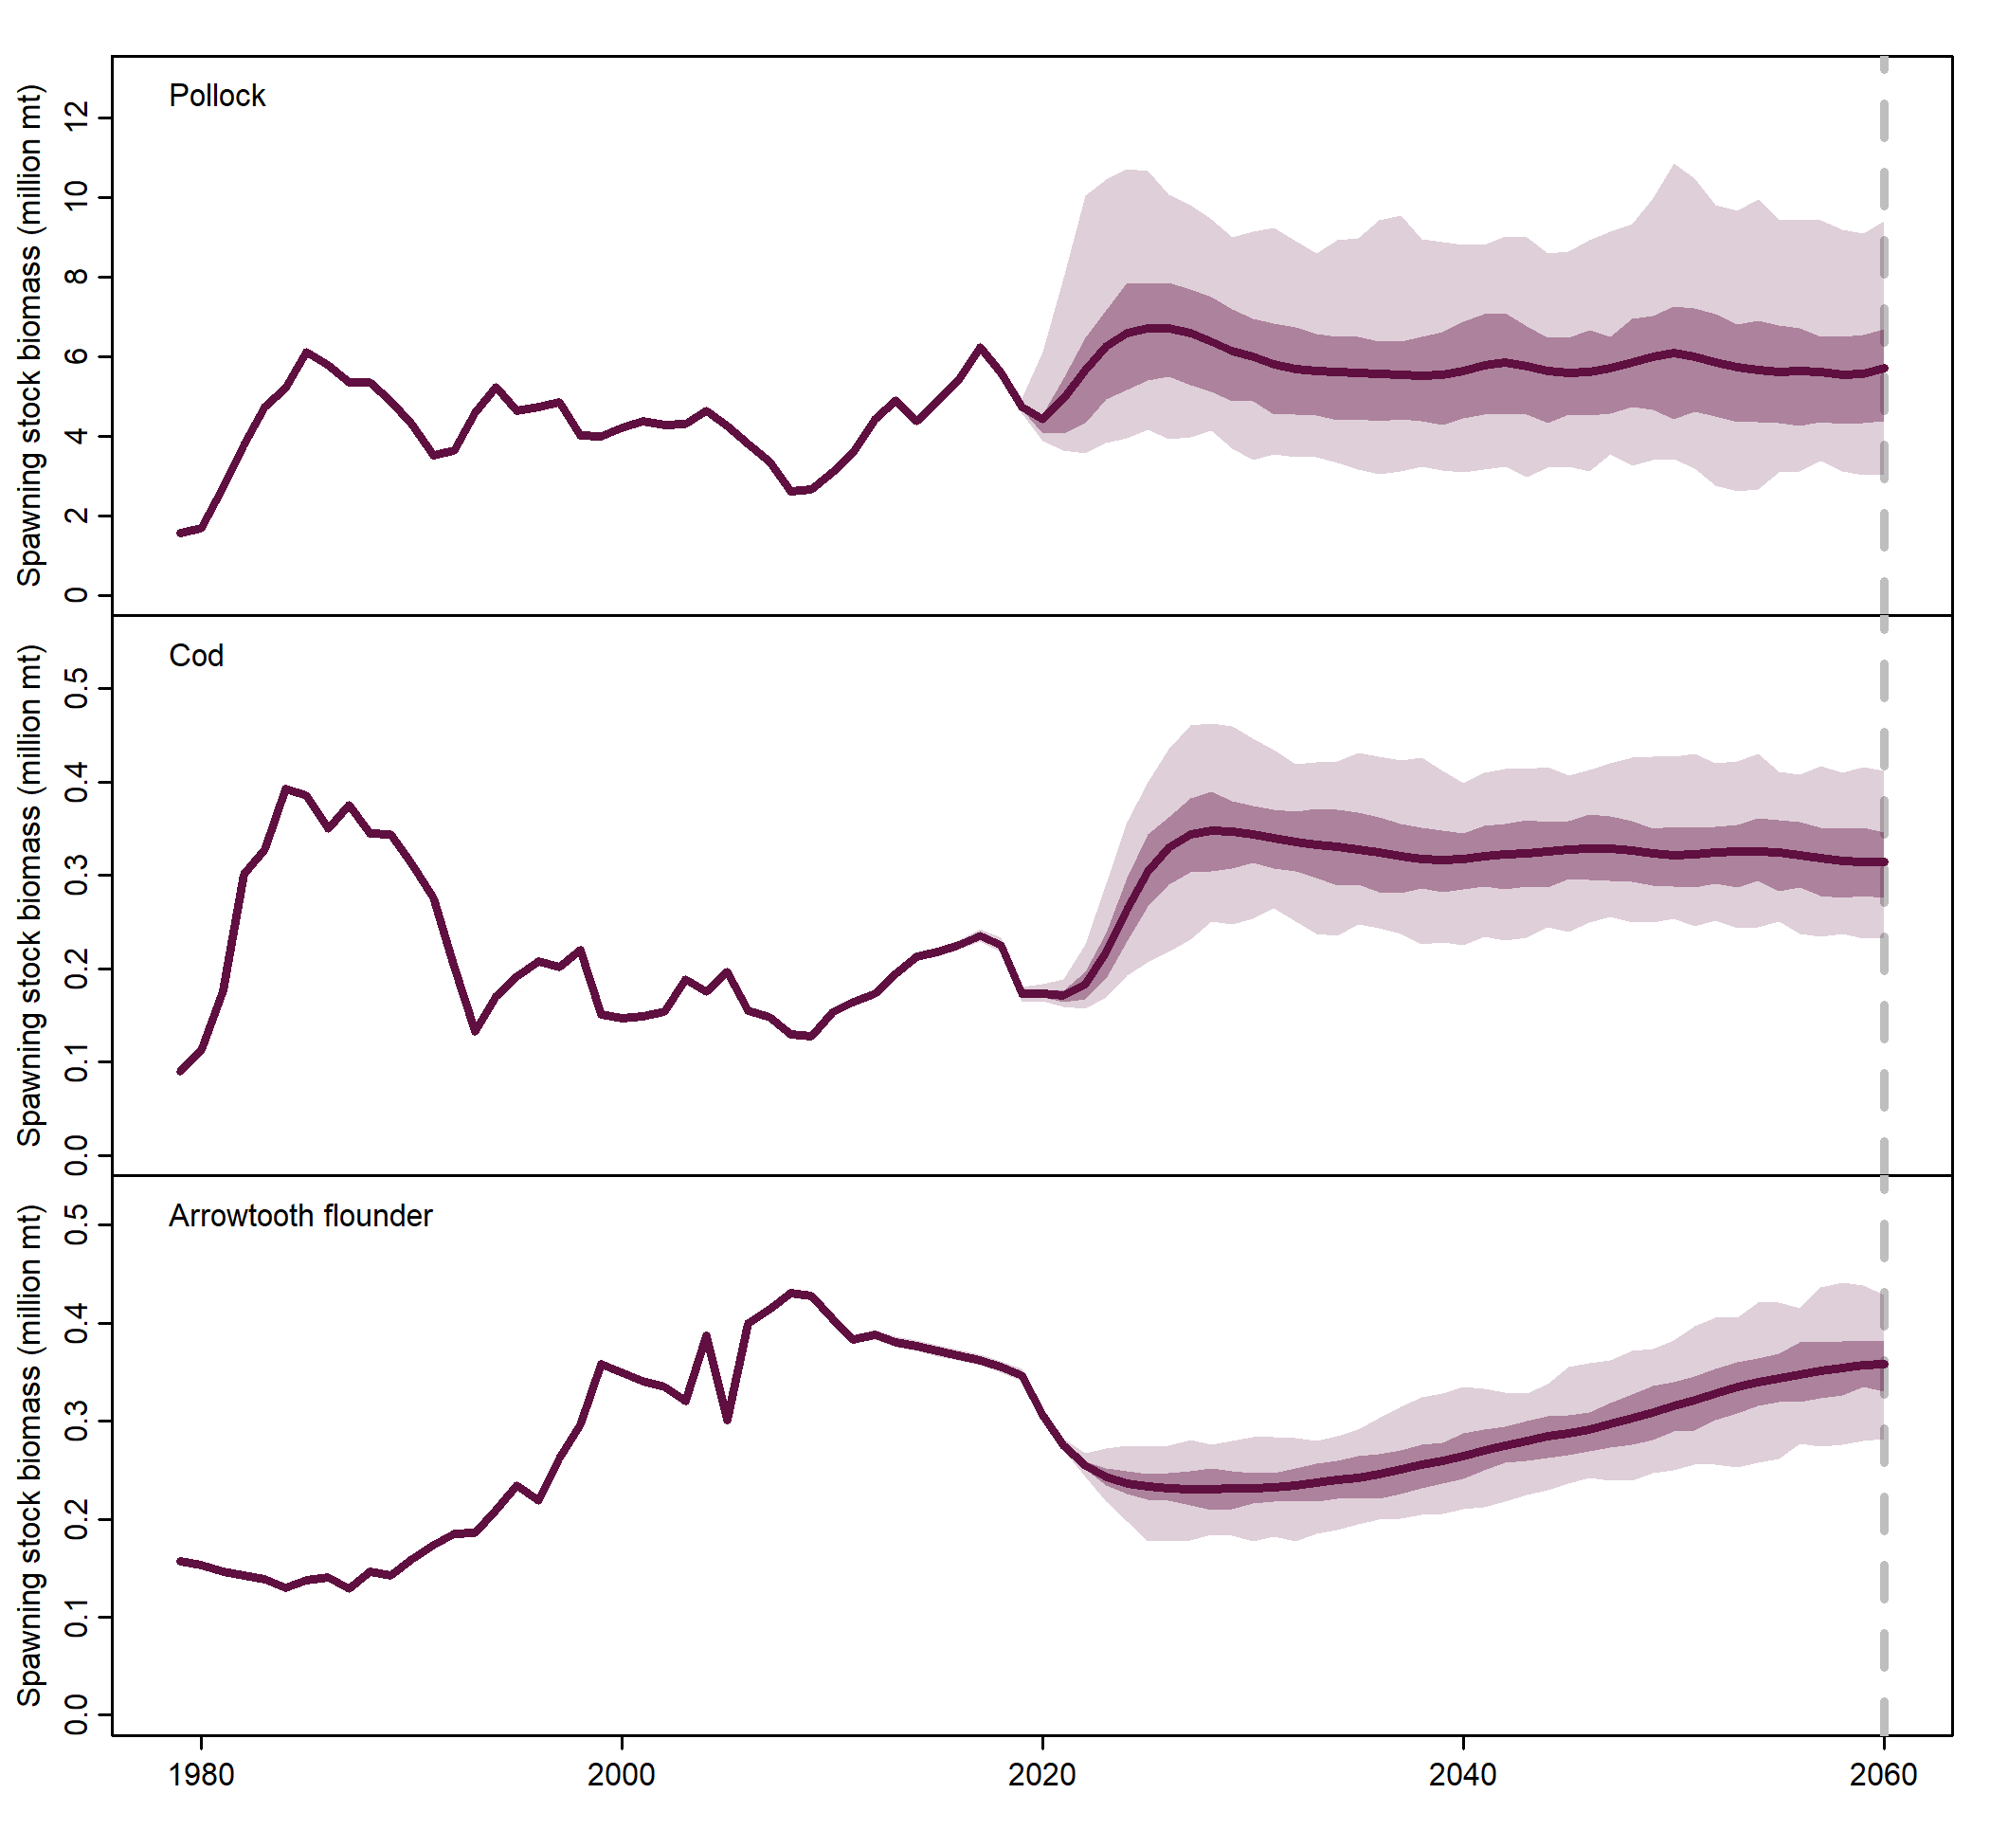 Pollock
Spawning stock biomass (million mt)
12
10
8
6
4
2
0
Cod
Spawning stock biomass (million mt)
0.5
0.4
0.3
0.2
0.1
0.0
Arrowtooth flounder
Spawning stock biomass (million mt)
0.5
0.4
0.3
0.2
0.1
0.0
1980 2000 2020 2040 2060